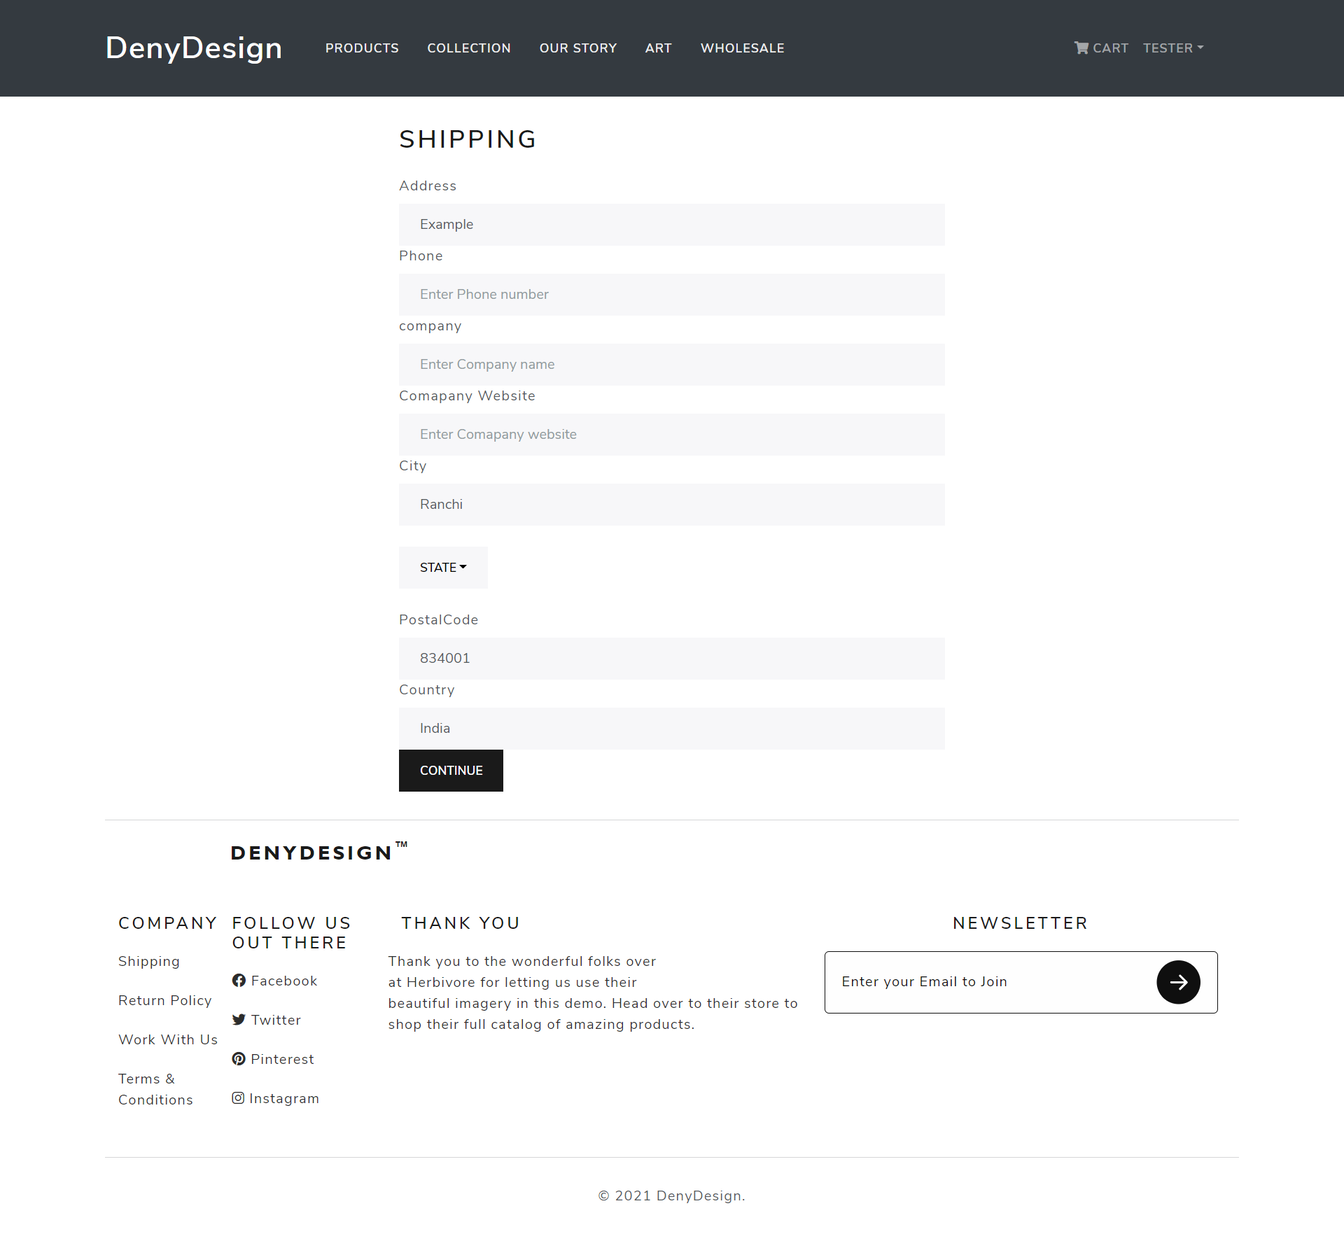 DenyDesign PRODUCTS COLLECTION OUR STORY ART WHOLESALE CART TESTER
SHIPPING
Address
Example
Phone
Enter Phone number
company
Enter Company name
Comapany Website
Enter Comapany website
City
Ranchi
STATE
PostalCode
834001
Country
India
CONTINUE
DENYDESIGN™
COMPANY
Shipping
Return Policy
Work With Us
Terms &
Conditions
FOLLOW US
OUT THERE
Facebook
Twitter
Pinterest
Instagram
THANK YOU
Thank you to the wonderful folks over
at Herbivore for letting us use their
beautiful imagery in this demo. Head over to their store to
shop their full catalog of amazing products.
NEWSLETTER
Enter your Email to Join
© 2021 DenyDesign.